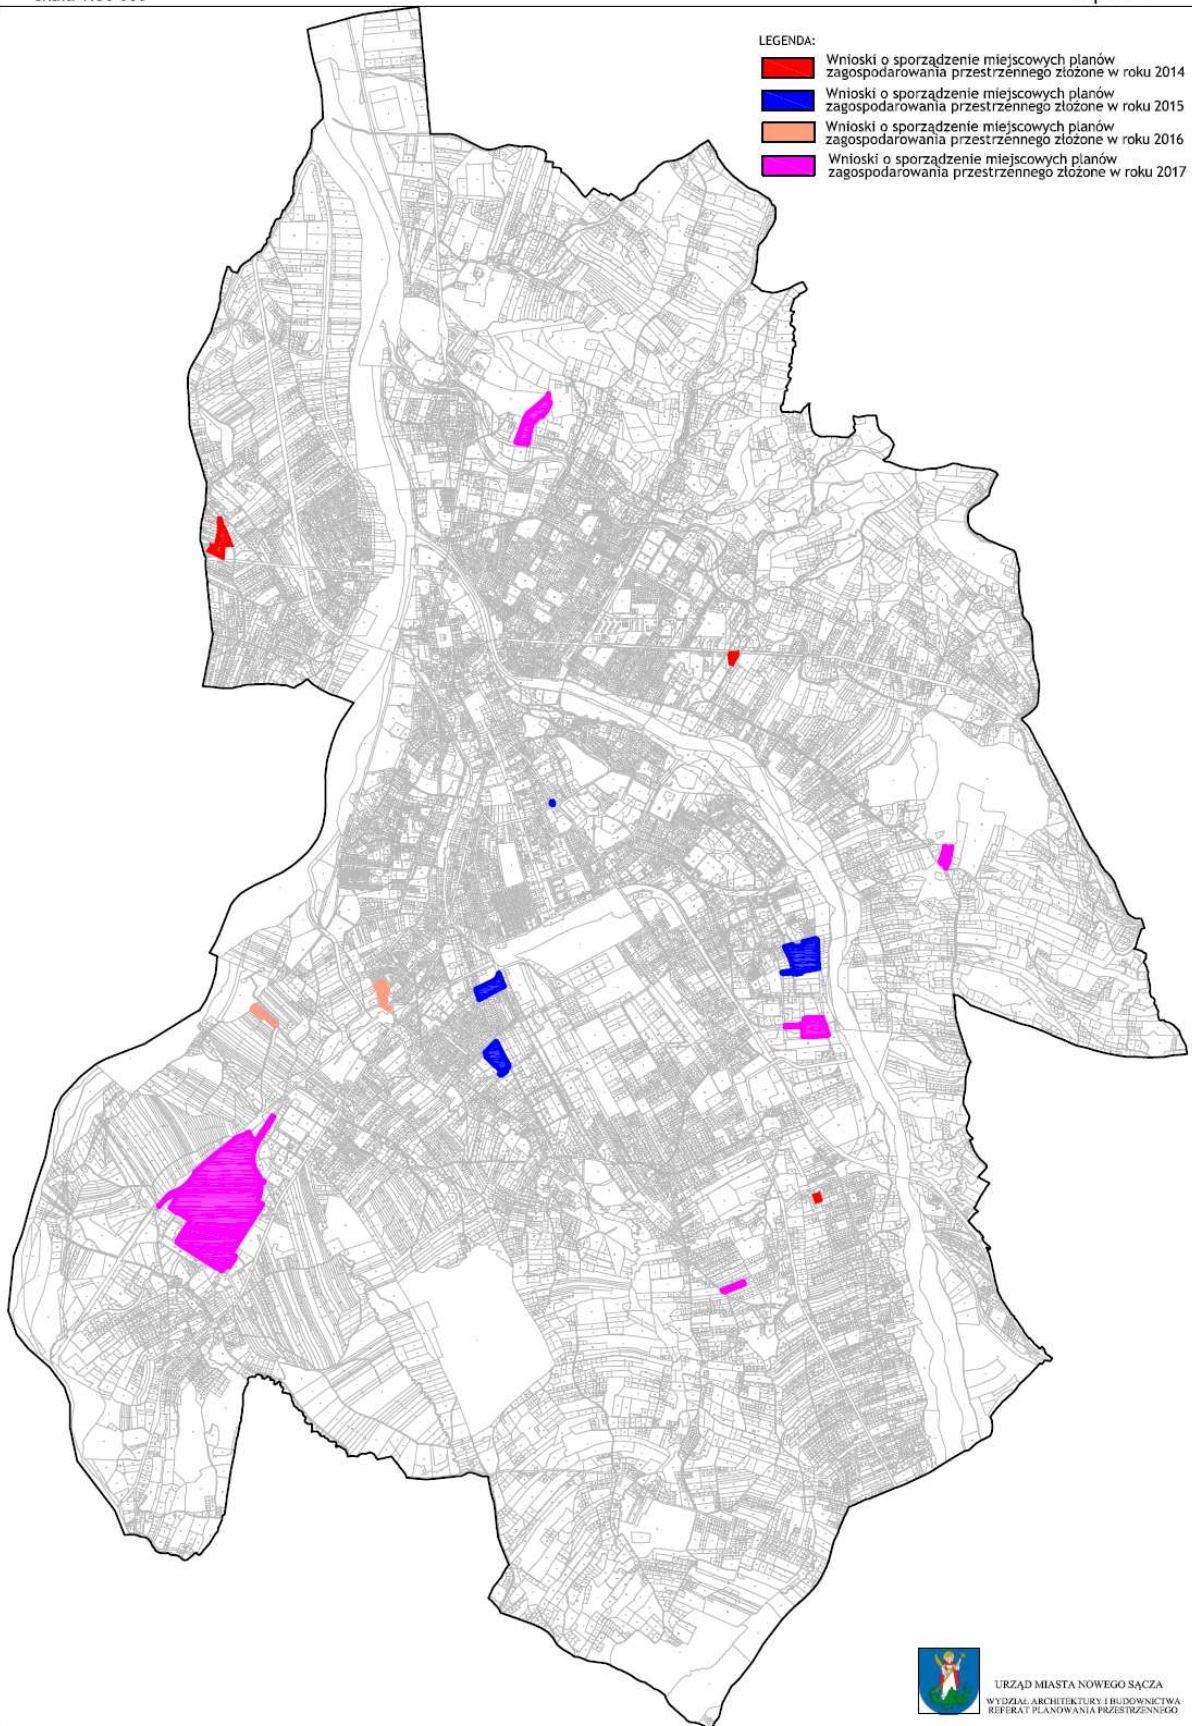 LEGENDA:
Wnioski o sporządzenie miejscowych planów
zagospodarowania przestrzennego złożone w roku 2014
Wnioski o sporządzenie miejscowych planów
zagospodarowania przestrzennego złożone w roku 2015
Wnioski o sporządzenie miejscowych planów
zagospodarowania przestrzennego złożone w roku 2016
Wnioski o sporządzenie miejscowych planów
zagospodarowania przestrzennego złożone w roku 2017
URZĄD MIASTA NOWEGO SĄCZA
WYDZIAŁ ARCHITEKTURY I BUDOWNICTWA
REFERAT PLANOWANIA PRZESTRZENNEGO